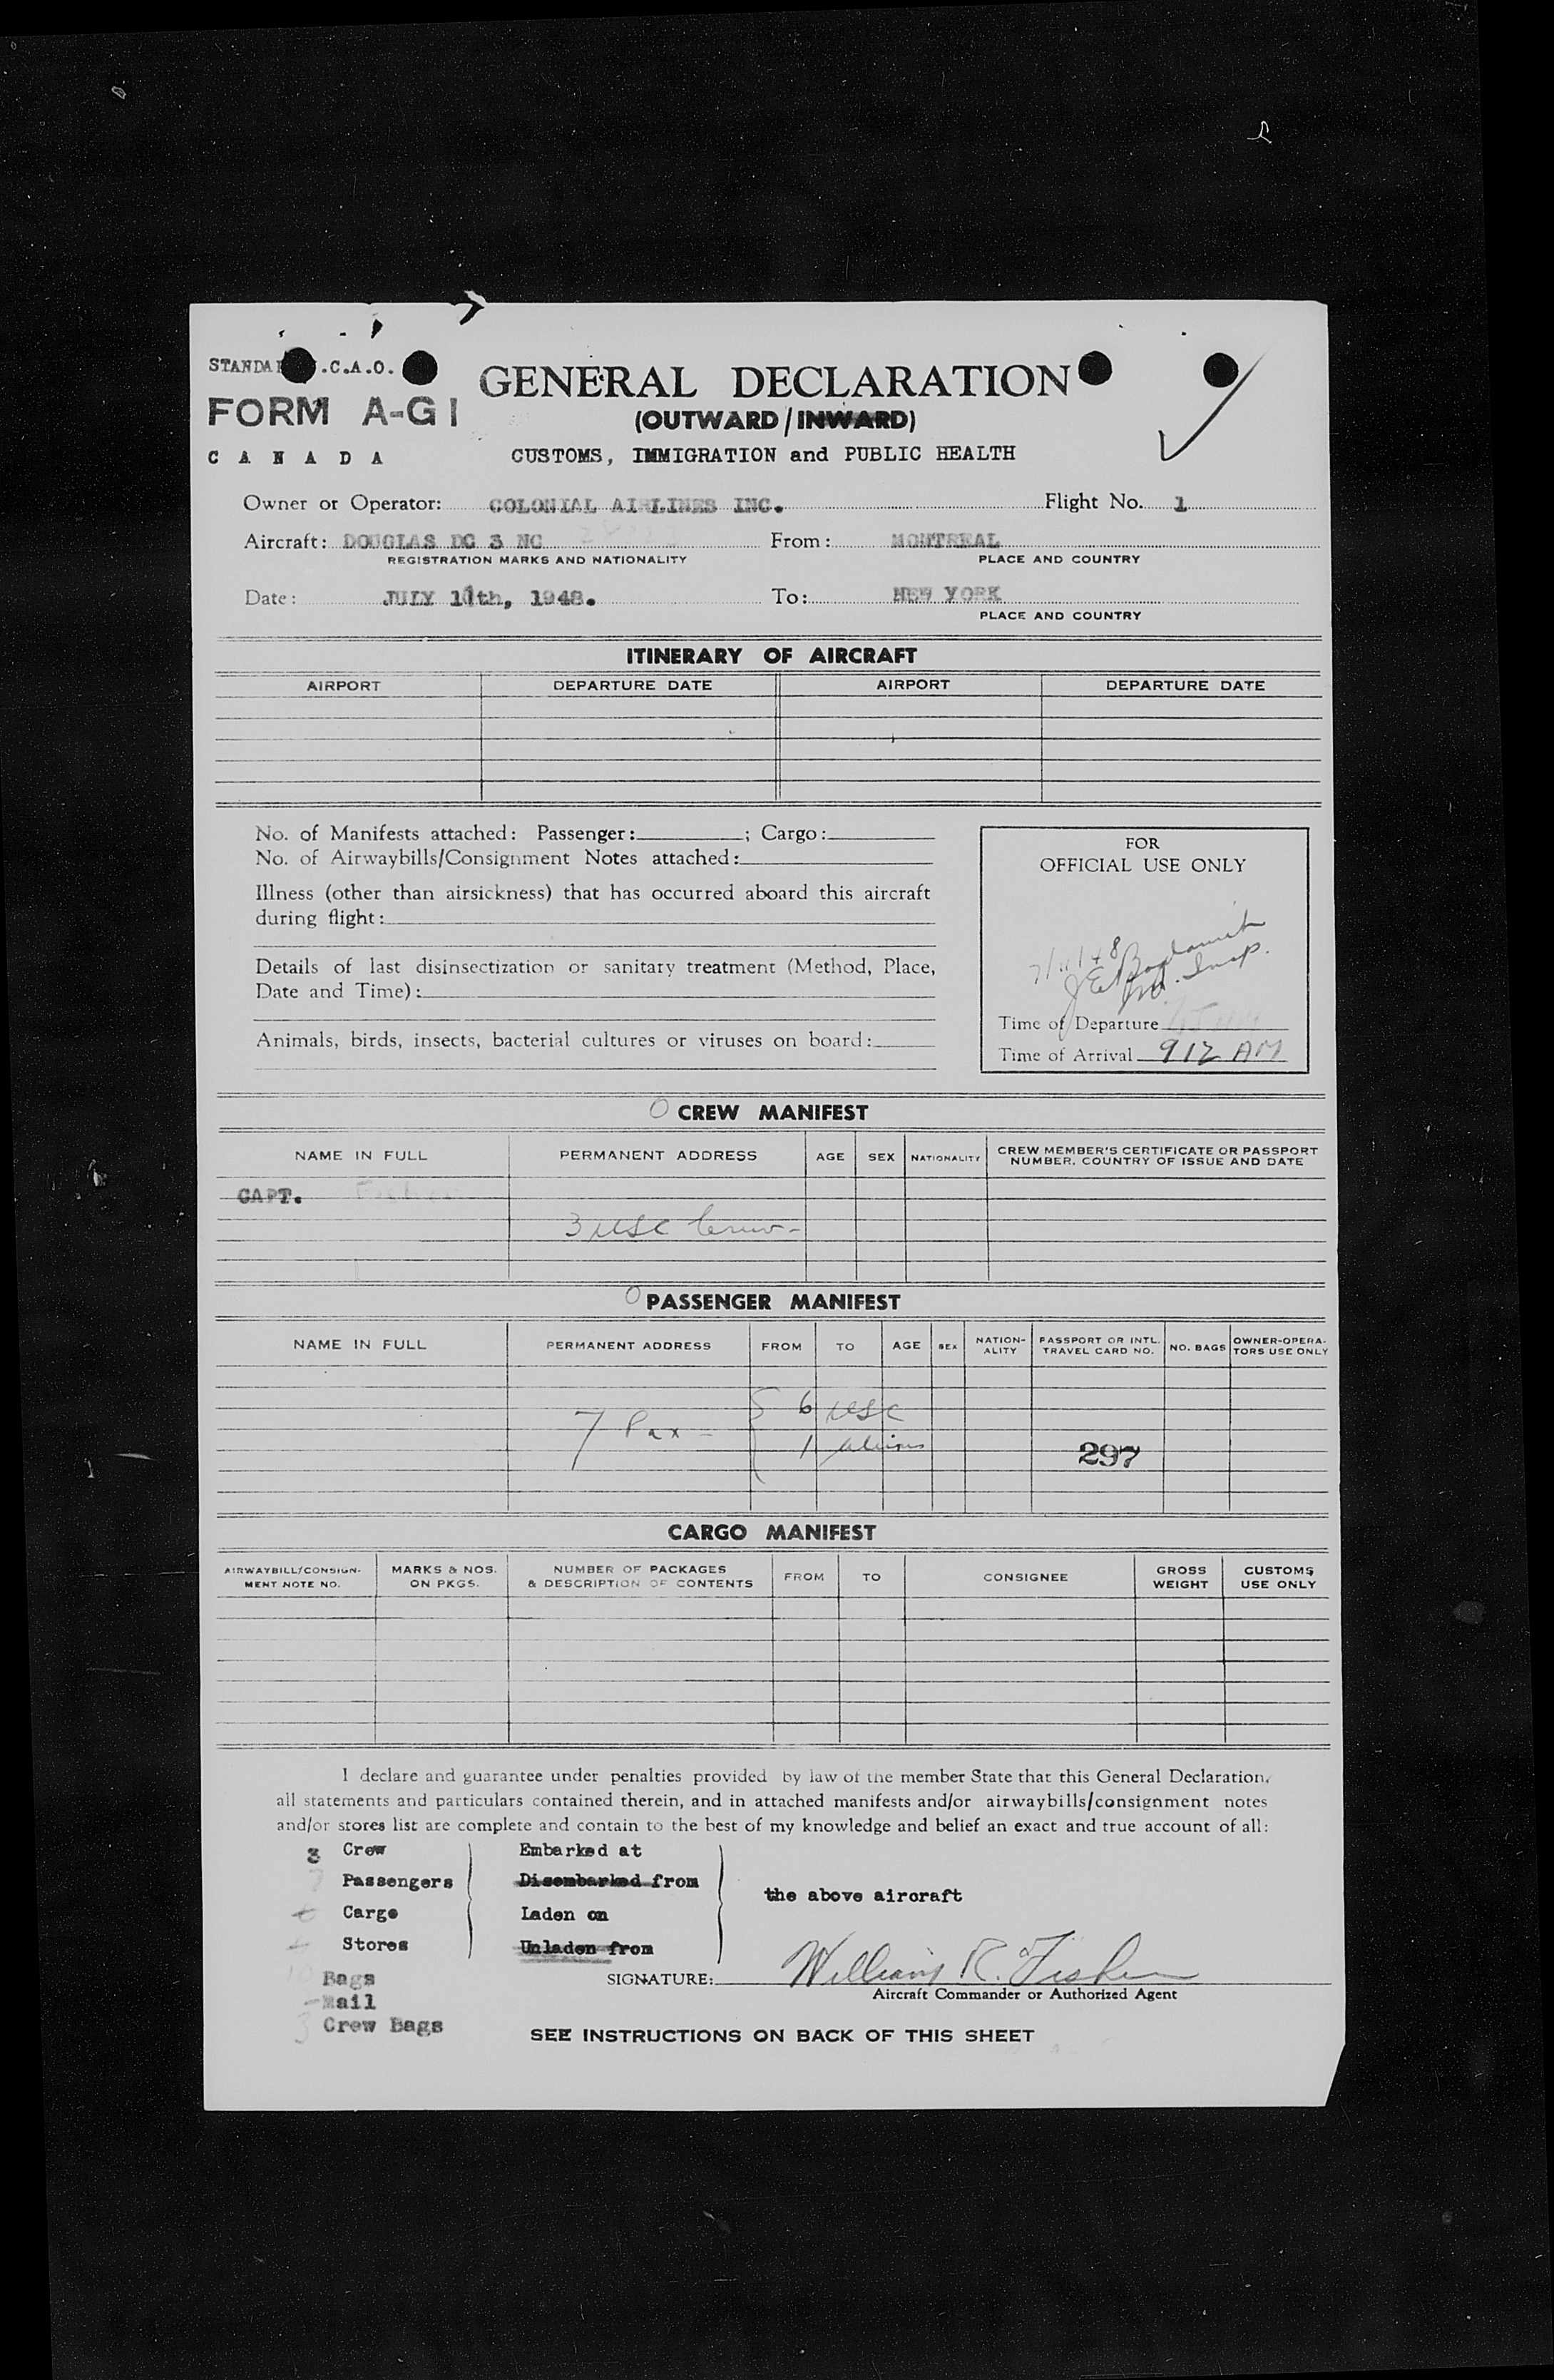 STANDA .C.A.O.
FORM A-G1
CANADA
GENERAL DECLARATION
(OUTWARD/INWARD)
CUSTOMS, IMMIGRATION and PUBLIC HEALTH
Owner or Operator: COLONIAL AIRLINES INC. Flight No. 1
Aircraft: DOUGLAS DC 3 NC From: MONTREAL
REGISTRATION MARKS AND NATIONALITY PLACE AND COUNTRY
Date: JULY 11th, 1948. To: NEW YORK
PLACE AND COUNTRY
ITINERARY OF AIRCRAFT
AIRPORT DEPARTURE DATE AIRPORT DEPARTURE DATE
No. of Manifests attached: Passenger: ; Cargo:
No. of Airwaybills/Consignment Notes attached:
Illness (other than airsickness) that has occurred aboard this aircraft
during flight:
Details of last disinsectization or sanitary treatment (Method, Place,
Date and Time):
Animals, birds, insects, bacterial cultures or viruses on board:
FOR
OFFICIAL USE ONLY
7/11/48
Insp.
Time of Departure
Time of Arrival 912 AM
CREW MANIFEST
NAME IN FULL PERMANENT ADDRESS AGE SEX NATIONALITY CREW MEMBER'S CERTIFICATE OR PASSPORT
NUMBER, COUNTRY OF ISSUE AND DATE
CAPT. Fisher
3 USC Crew-
PASSENGER MANIFEST
NAME IN FULL PERMANENT ADDRESS FROM TO AGE SEX NATION-
ALITY PASSPORT OR INTL.
TRAVEL CARD NO. NO. BAGS OWNER-OPERA-
TORS USE ONLY
6 USC
7 Pax -
1 aliens
297
CARGO MANIFEST
AIRWAYBILL/CONSIGN-
MENT NOTE NO. MARKS & NOS.
ON PKGS. NUMBER OF PACKAGES
& DESCRIPTION OF CONTENTS FROM TO CONSIGNEE GROSS
WEIGHT CUSTOMS
USE ONLY
I declare and guarantee under penalties provided by law of the member State that this General Declaration,
all statements and particulars contained therein, and in attached manifests and/or airwaybills/consignment notes
and/or stores list are complete and contain to the best of my knowledge and belief an exact and true account of all:
3 Crew Embarked at
7 Passengers Disembarked from
the above aircraft
Cargo Laden on
Stores Unladen from
10 Bags
SIGNATURE: William R. Fisher
- Mail
Aircraft Commander or Authorized Agent
3 Crew Bags
SEE INSTRUCTIONS ON BACK OF THIS SHEET